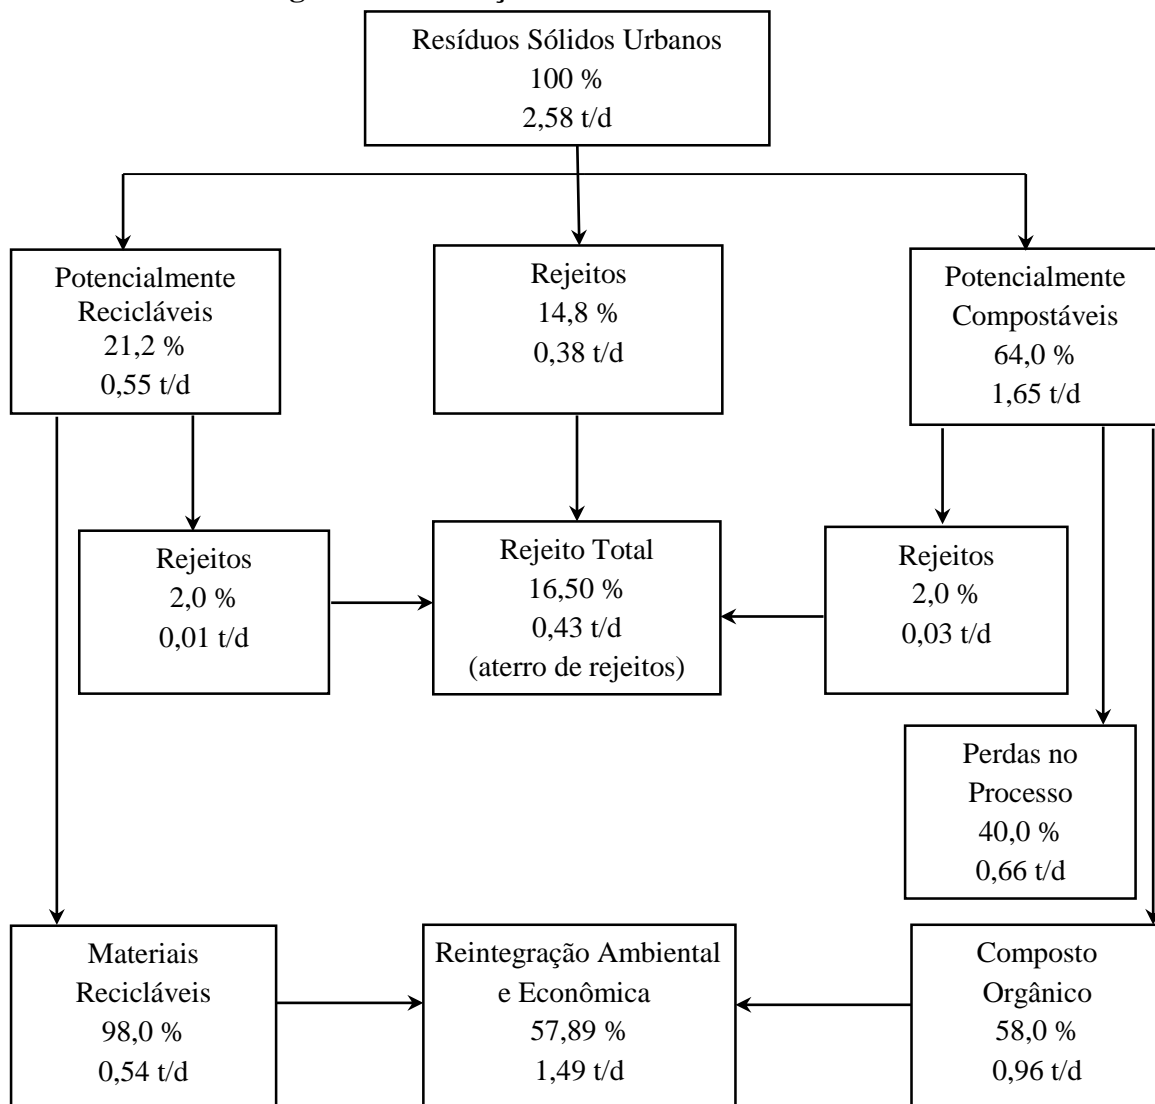 Resíduos Sólidos Urbanos
100 %
2,58 t/d
Potencialmente
Recicláveis
21,2 %
0,55 t/d
Rejeitos
14,8 %
0,38 t/d
Potencialmente
Compostáveis
64,0 %
1,65 t/d
Rejeitos
2,0 %
0,01 t/d
Rejeito Total
16,50 %
0,43 t/d
(aterro de rejeitos)
Rejeitos
2,0 %
0,03 t/d
Perdas no
Processo
40,0 %
0,66 t/d
Materiais
Recicláveis
98,0 %
0,54 t/d
Reintegração Ambiental
e Econômica
57,89 %
1,49 t/d
Composto
Orgânico
58,0 %
0,96 t/d